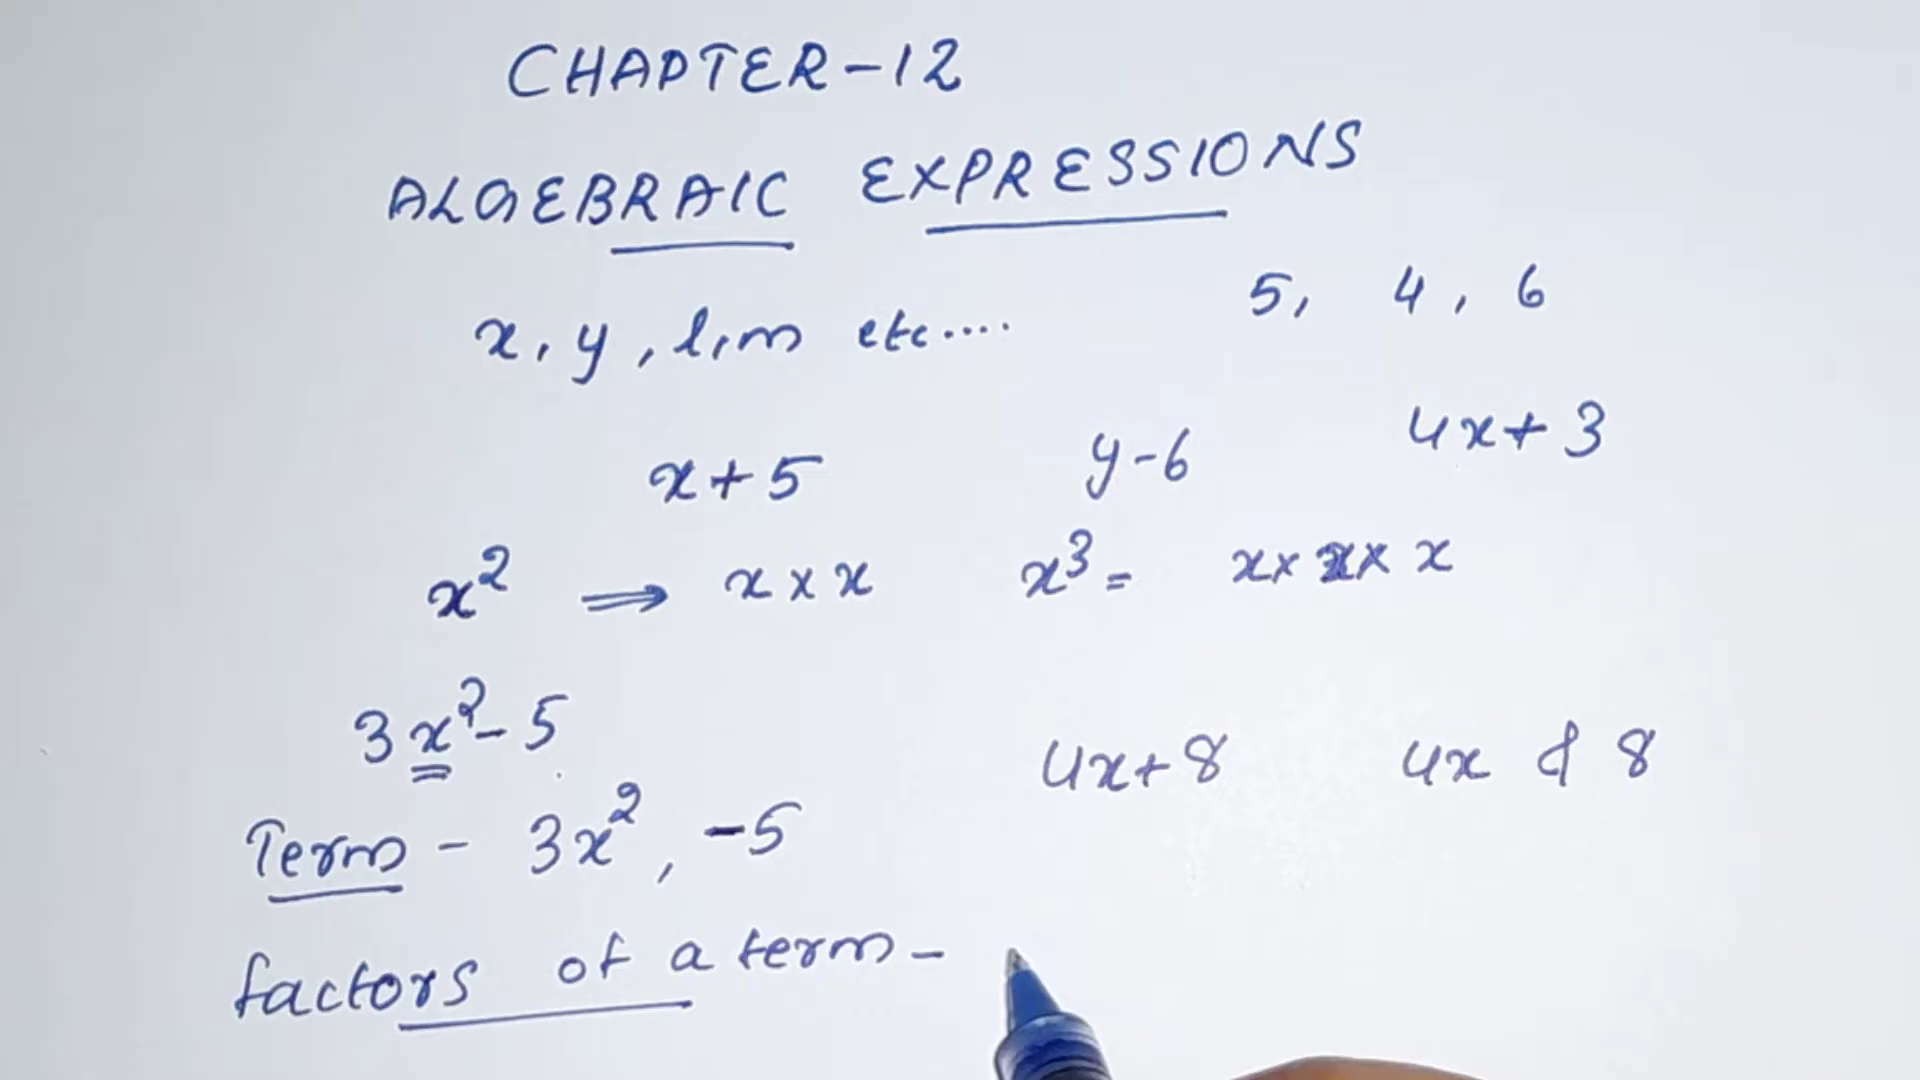 CHAPTER-12
ALGEBRAIC EXPRESSIONS
x, y, l, m etc.... 5, 4, 6
x+5 y-6 4x+3
x² ⟹ x × x x³ = x × x × x
3x²-5 4x+8 4x & 8
Term - 3x², -5
factors of a term -